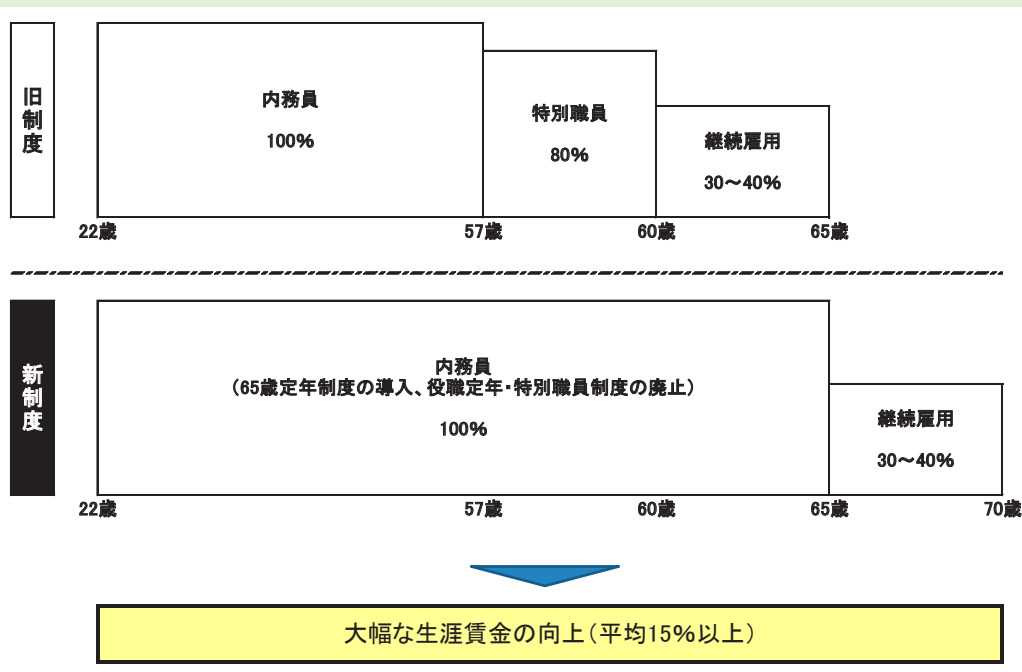 旧制度
内務員
100%
特別職員
80%
継続雇用
30～40%
22歳
57歳
60歳
65歳
新制度
内務員
（65歳定年制度の導入、役職定年・特別職員制度の廃止）
100%
継続雇用
30～40%
22歳
57歳
60歳
65歳
70歳
大幅な生涯賃金の向上（平均15%以上）